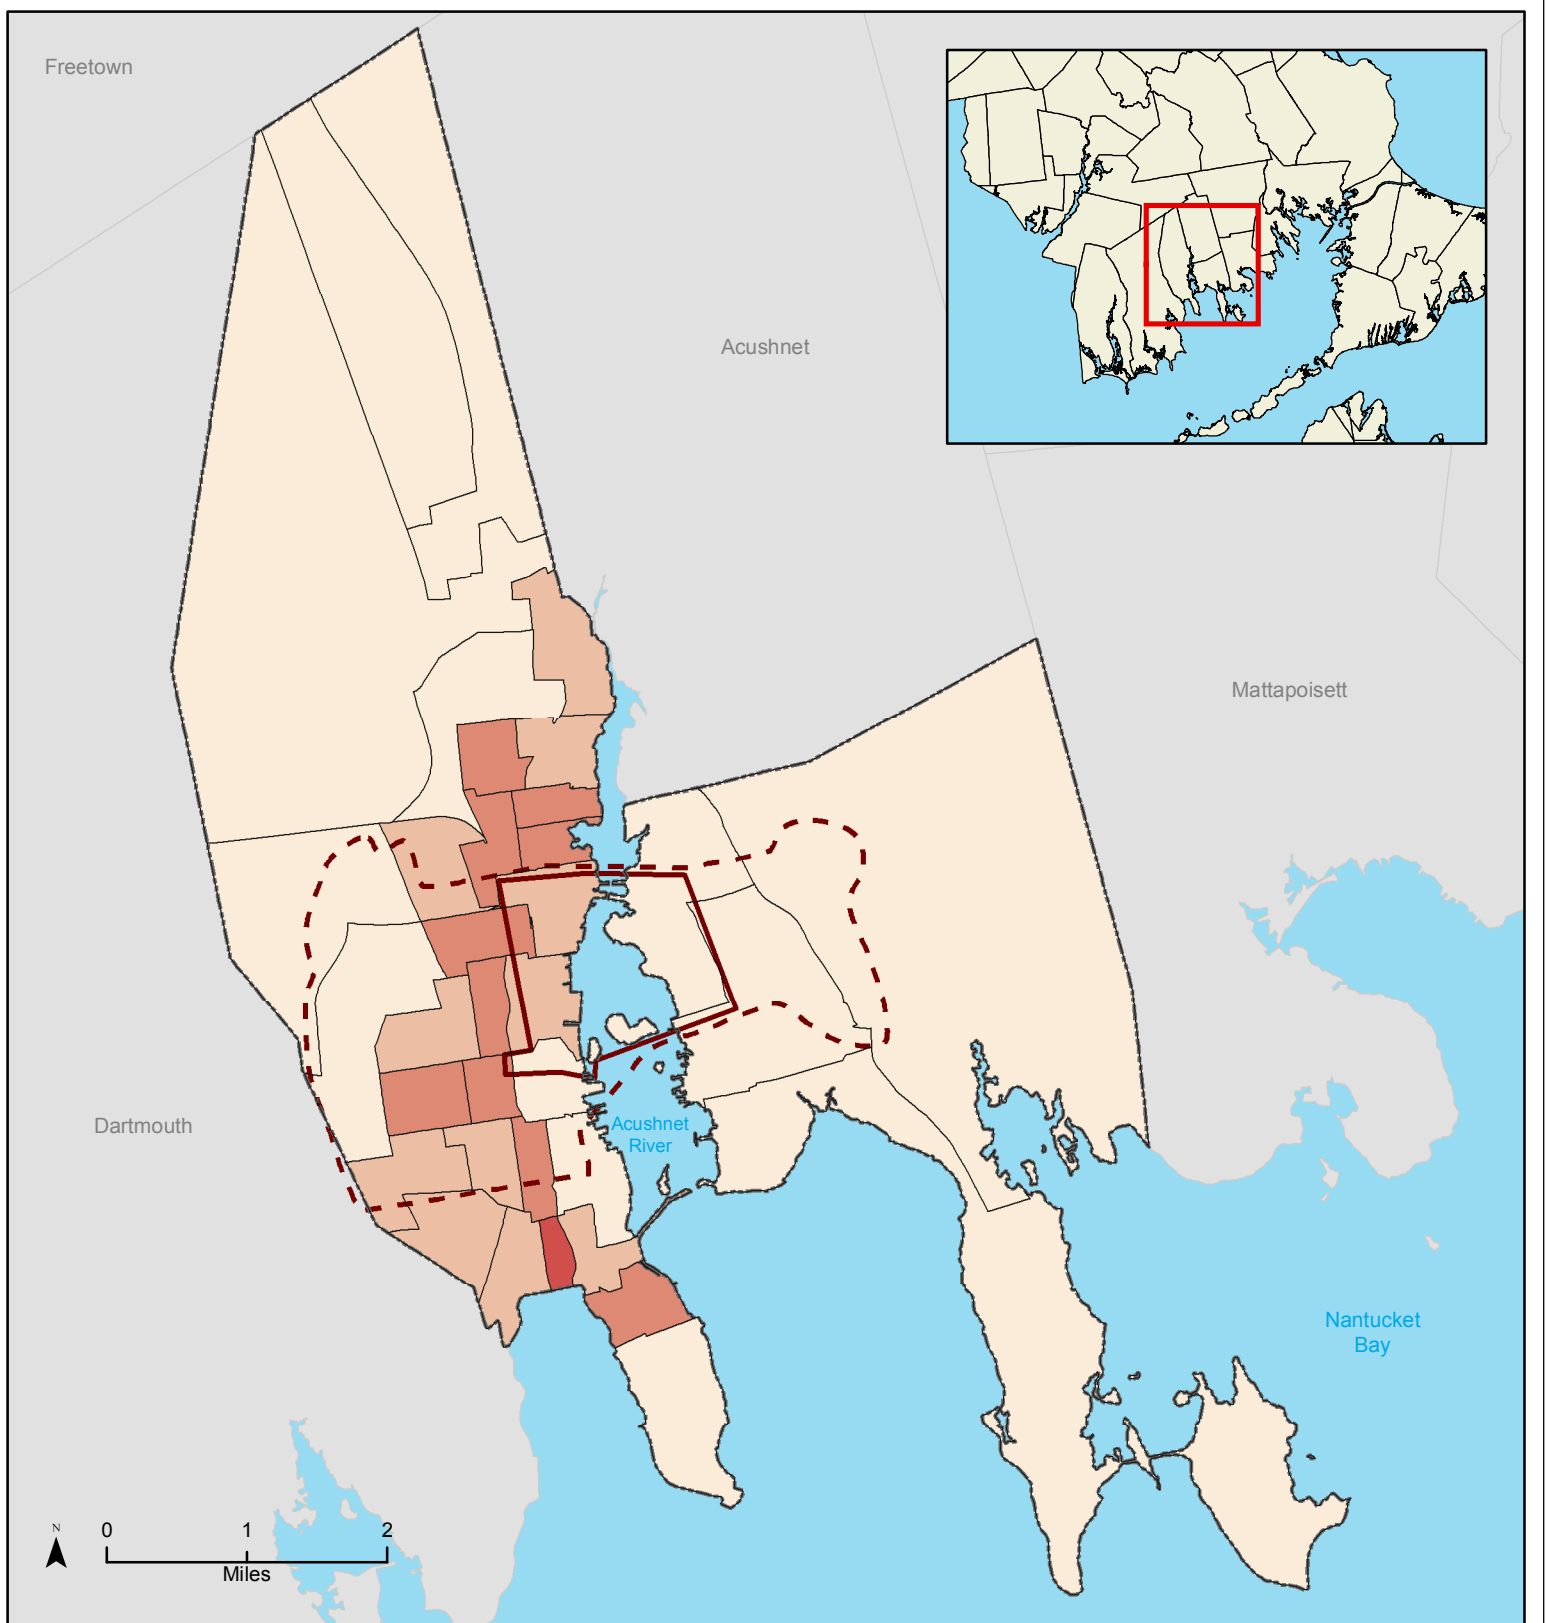 Freetown
Acushnet
Mattapoisett
Dartmouth
Acushnet
River
Nantucket
Bay
N
0 1 2
Miles